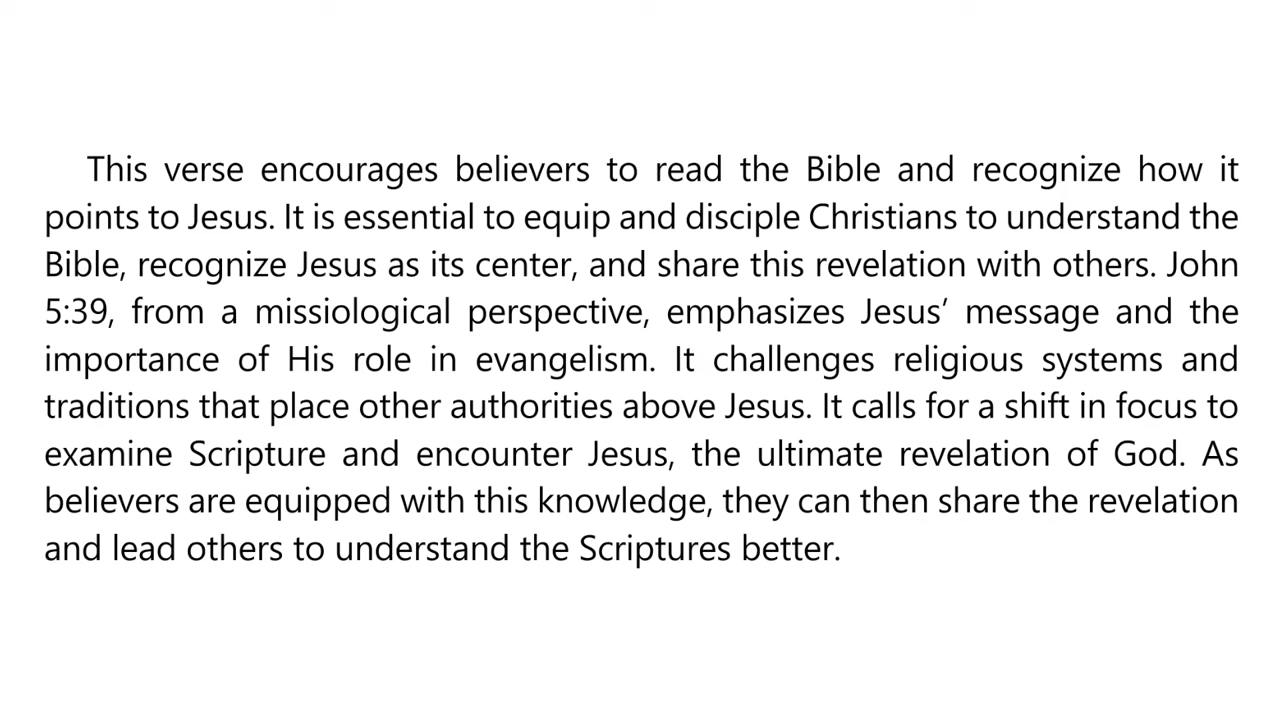 This verse encourages believers to read the Bible and recognize how it
points to Jesus. It is essential to equip and disciple Christians to understand the
Bible, recognize Jesus as its center, and share this revelation with others. John
5:39, from a missiological perspective, emphasizes Jesus’ message and the
importance of His role in evangelism. It challenges religious systems and
traditions that place other authorities above Jesus. It calls for a shift in focus to
examine Scripture and encounter Jesus, the ultimate revelation of God. As
believers are equipped with this knowledge, they can then share the revelation
and lead others to understand the Scriptures better.